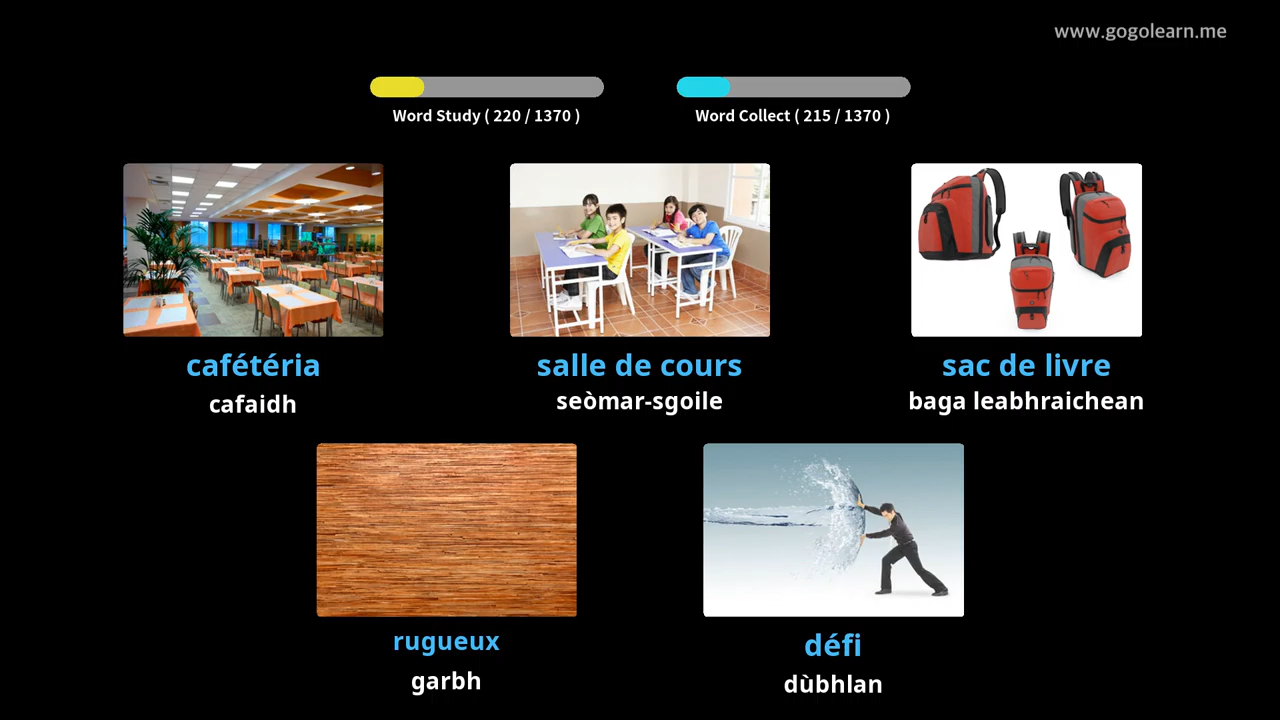 www.gogolearn.me
Word Study ( 220 / 1370 )
Word Collect ( 215 / 1370 )
cafétéria
cafaidh
salle de cours
seòmar-sgoile
sac de livre
baga leabhraichean
rugueux
garbh
défi
dùbhlan